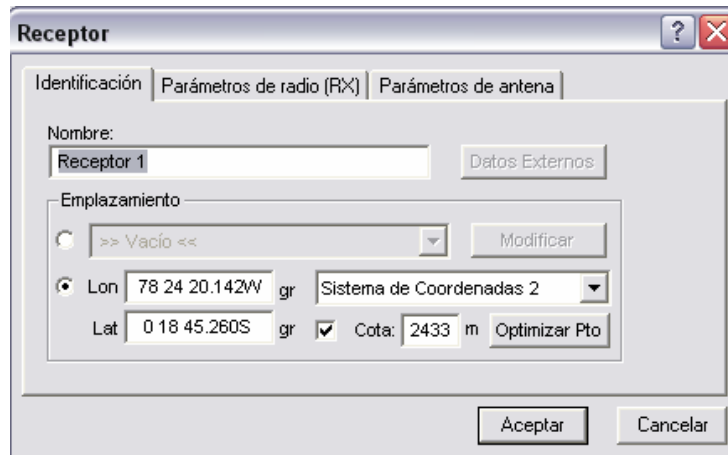 Receptor
Identificación Parámetros de radio (RX) Parámetros de antena
Nombre:
Receptor 1 Datos Externos
Emplazamiento
>> Vacío << Modificar
Lon 78 24 20.142W gr Sistema de Coordenadas 2
Lat 0 18 45.260S gr Cota: 2433 m Optimizar Pto
Aceptar Cancelar